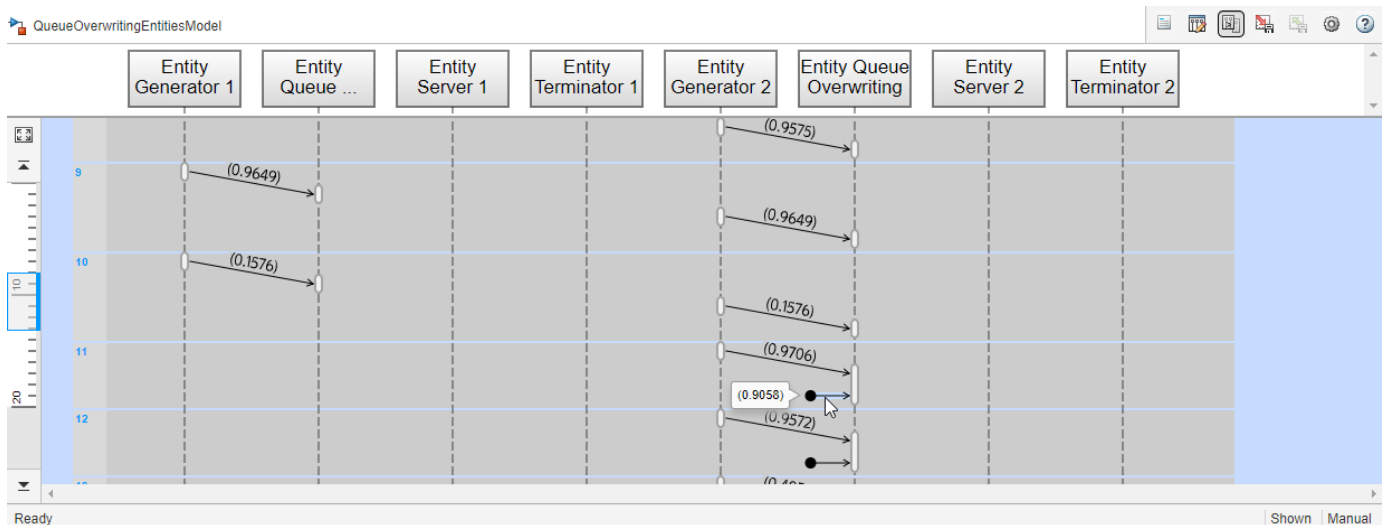 QueueOverwritingEntitiesModel
Entity
Generator 1
Entity
Queue ...
Entity
Server 1
Entity
Terminator 1
Entity
Generator 2
Entity Queue
Overwriting
Entity
Server 2
Entity
Terminator 2
(0.9575)
9
(0.9649)
(0.9649)
10
(0.1576)
10
(0.1576)
11
(0.9706)
(0.9058)
20
12
(0.9572)
Ready
Shown
Manual